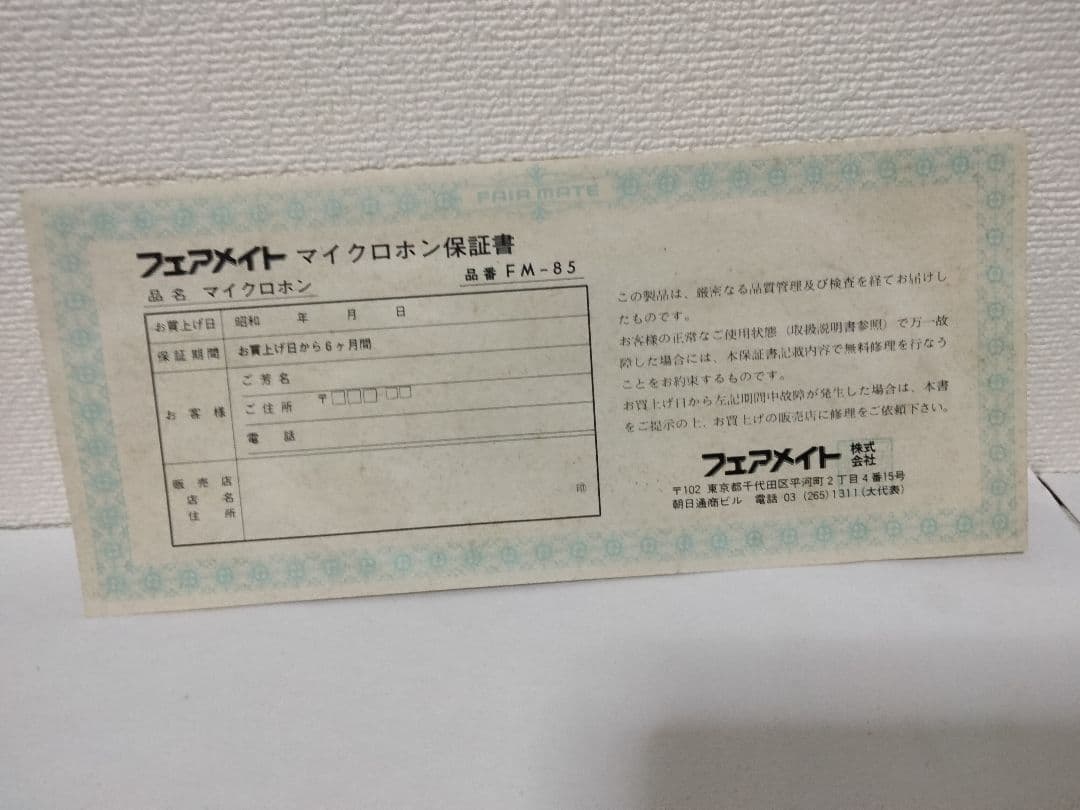 FAIR MATE
フェアメイト マイクロホン保証書
品名 マイクロホン 品番 FM-85
お買上げ日 昭和 年 月 日
保証期間 お買上げ日から6ヶ月間
お客様
ご芳名
ご住所 〒□□□-□□
電話
販売店
店名
住所
印
この製品は、厳密なる品質管理及び検査を経てお届けし
たものです。
お客様の正常なご使用状態(取扱説明書参照)で万一故
障した場合には、本保証書記載内容で無料修理を行なう
ことをお約束するものです。
お買上げ日から左記期間中故障が発生した場合は、本書
をご提示の上、お買上げの販売店に修理をご依頼下さい。
フェアメイト 株式会社
〒102 東京都千代田区平河町2丁目4番15号
朝日通商ビル 電話 03 (265) 1311 (大代表)